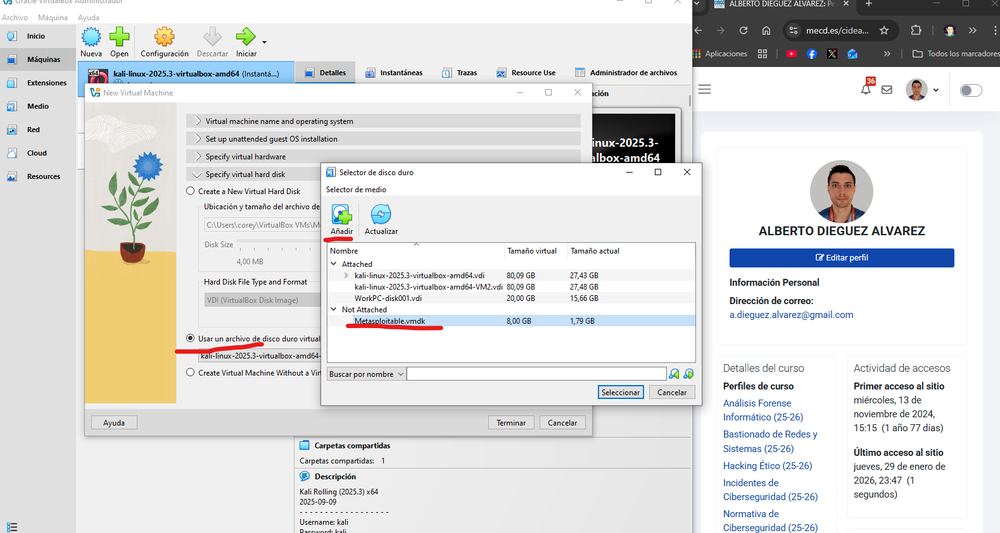 Oracle VirtualBox Administrador
Archivo Máquina Ayuda
Inicio
Máquinas
Extensiones
Medio
Red
Cloud
Resources
Nueva Open Configuración Descartar Iniciar
x64
kali-linux-2025.3-virtualbox-amd64 (Instantá...)
Detalles Instantáneas Trazas Resource Use Administrador de archivos
New Virtual Machine
Virtual machine name and operating system
Set up unattended guest OS installation
Specify virtual hardware
Specify virtual hard disk
Create a New Virtual Hard Disk
Ubicación y tamaño del archivo de
C:\Users\corey\VirtualBox VMs\M
Disk Size
4,00 MB
Hard Disk File Type and Format
VDI (VirtualBox Disk Image)
Usar un archivo de disco duro virtual
kali-linux-2025.3-virtualbox-amd64-
Create Virtual Machine Without a Vir
Ayuda Terminar Cancelar
ación
inux-2025.3-
albox-amd64
Selector de disco duro
Selector de medio
Añadir Actualizar
Nombre Tamaño virtual Tamaño actual
Attached
kali-linux-2025.3-virtualbox-amd64.vdi 80,09 GB 27,43 GB
kali-linux-2025.3-virtualbox-amd64-VM2.vdi 80,09 GB 27,48 GB
WorkPC-disk001.vdi 20,00 GB 15,66 GB
Not Attached
Metasploitable.vmdk 8,00 GB 1,79 GB
Buscar por nombre
Seleccionar Cancelar
Carpetas compartidas
Carpetas compartidas: 1
Descripción
Kali Rolling (2025.3) x64
2025-09-09
- - - - - - - - - - - - - - - - - -
Username: kali
Password: kali
ALBERTO DIEGUEZ ALVAREZ: Pe
mecd.es/cidea...
Aplicaciones
Todos los marcadores
36
ALBERTO DIEGUEZ ALVAREZ
Editar perfil
Información Personal
Dirección de correo:
a.dieguez.alvarez@gmail.com
Detalles del curso
Perfiles de curso
Análisis Forense
Informático (25-26)
Bastionado de Redes y
Sistemas (25-26)
Hacking Ético (25-26)
Incidentes de
Ciberseguridad (25-26)
Normativa de
Ciberseguridad (25-26)
Actividad de accesos
Primer acceso al sitio
miércoles, 13 de
noviembre de 2024,
15:15 (1 año 77 días)
Último acceso al sitio
jueves, 29 de enero de
2026, 23:47 (1
segundos)